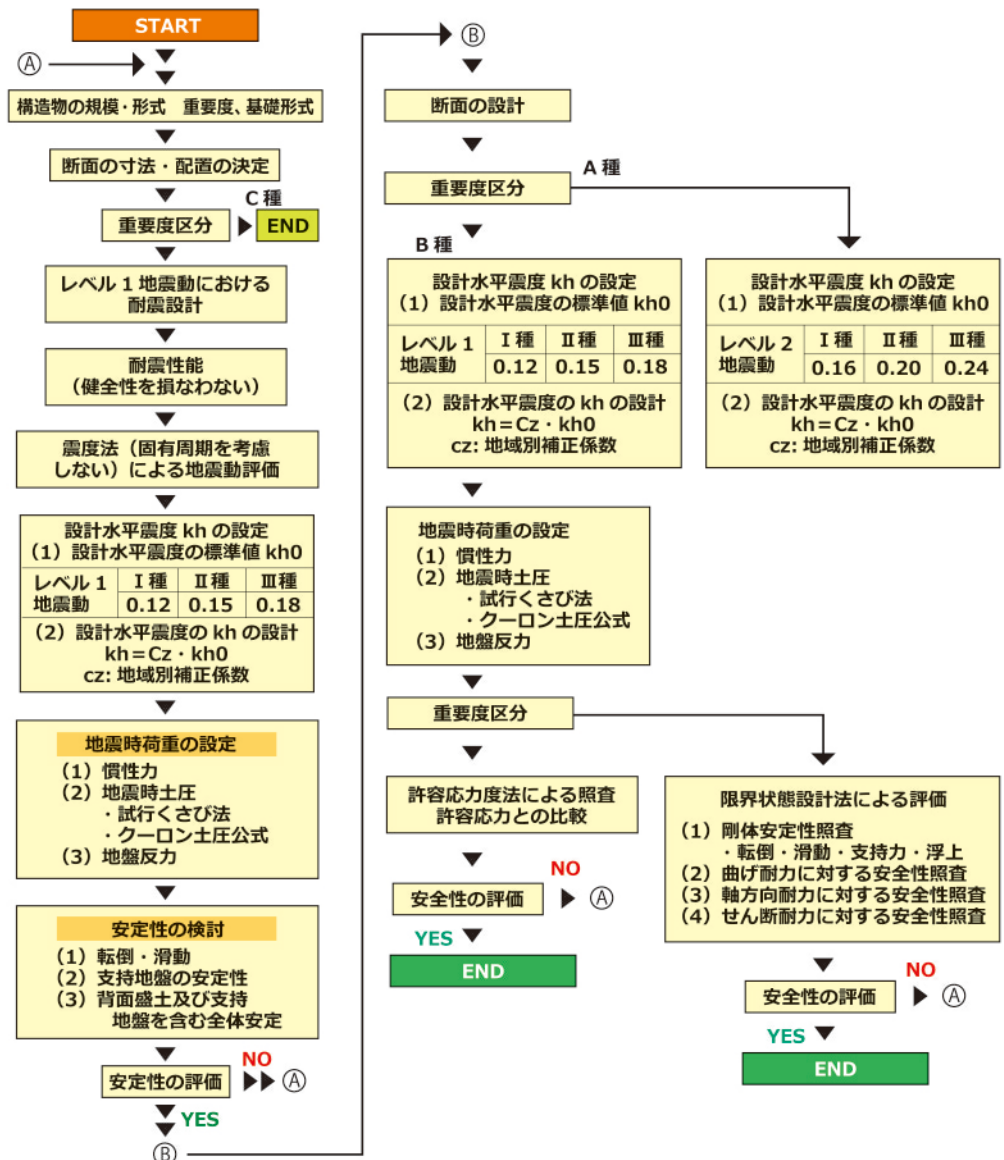 START
Ⓐ
構造物の規模・形式　重要度、基礎形式
断面の寸法・配置の決定
C 種
重要度区分
END
レベル 1 地震動における
耐震設計
耐震性能
(健全性を損なわない)
震度法（固有周期を考慮
しない）による地震動評価
設計水平震度 kh の設定
（1）設計水平震度の標準値 kh0
レベル 1
地震動
Ⅰ種 Ⅱ種 Ⅲ種
0.12 0.15 0.18
（2）設計水平震度の kh の設計
kh＝Cz・kh0
cz: 地域別補正係数
地震時荷重の設定
（1）慣性力
（2）地震時土圧
・試行くさび法
・クーロン土圧公式
（3）地盤反力
安定性の検討
（1）転倒・滑動
（2）支持地盤の安定性
（3）背面盛土及び支持
地盤を含む全体安定
安定性の評価
NO
Ⓐ
YES
Ⓑ
Ⓑ
断面の設計
重要度区分
A 種
B 種
設計水平震度 kh の設定
（1）設計水平震度の標準値 kh0
レベル 1
地震動
Ⅰ種 Ⅱ種 Ⅲ種
0.12 0.15 0.18
（2）設計水平震度の kh の設計
kh＝Cz・kh0
cz: 地域別補正係数
設計水平震度 kh の設定
（1）設計水平震度の標準値 kh0
レベル 2
地震動
Ⅰ種 Ⅱ種 Ⅲ種
0.16 0.20 0.24
（2）設計水平震度の kh の設計
kh＝Cz・kh0
cz: 地域別補正係数
地震時荷重の設定
（1）慣性力
（2）地震時土圧
・試行くさび法
・クーロン土圧公式
（3）地盤反力
重要度区分
許容応力度法による照査
許容応力との比較
安全性の評価
NO
Ⓐ
YES
END
限界状態設計法による評価
（1）剛体安定性照査
・転倒・滑動・支持力・浮上
（2）曲げ耐力に対する安全性照査
（3）軸方向耐力に対する安全性照査
（4）せん断耐力に対する安全性照査
安全性の評価
NO
Ⓐ
YES
END